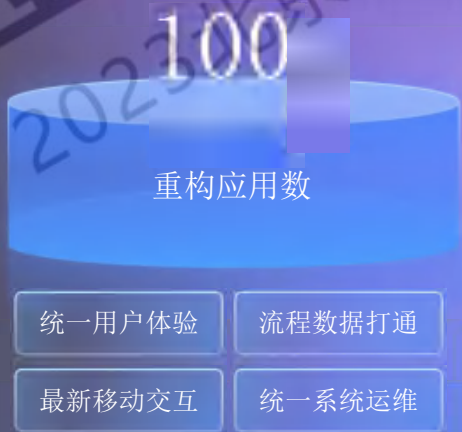 100
重构应用数
统一用户体验
流程数据打通
最新移动交互
统一系统运维